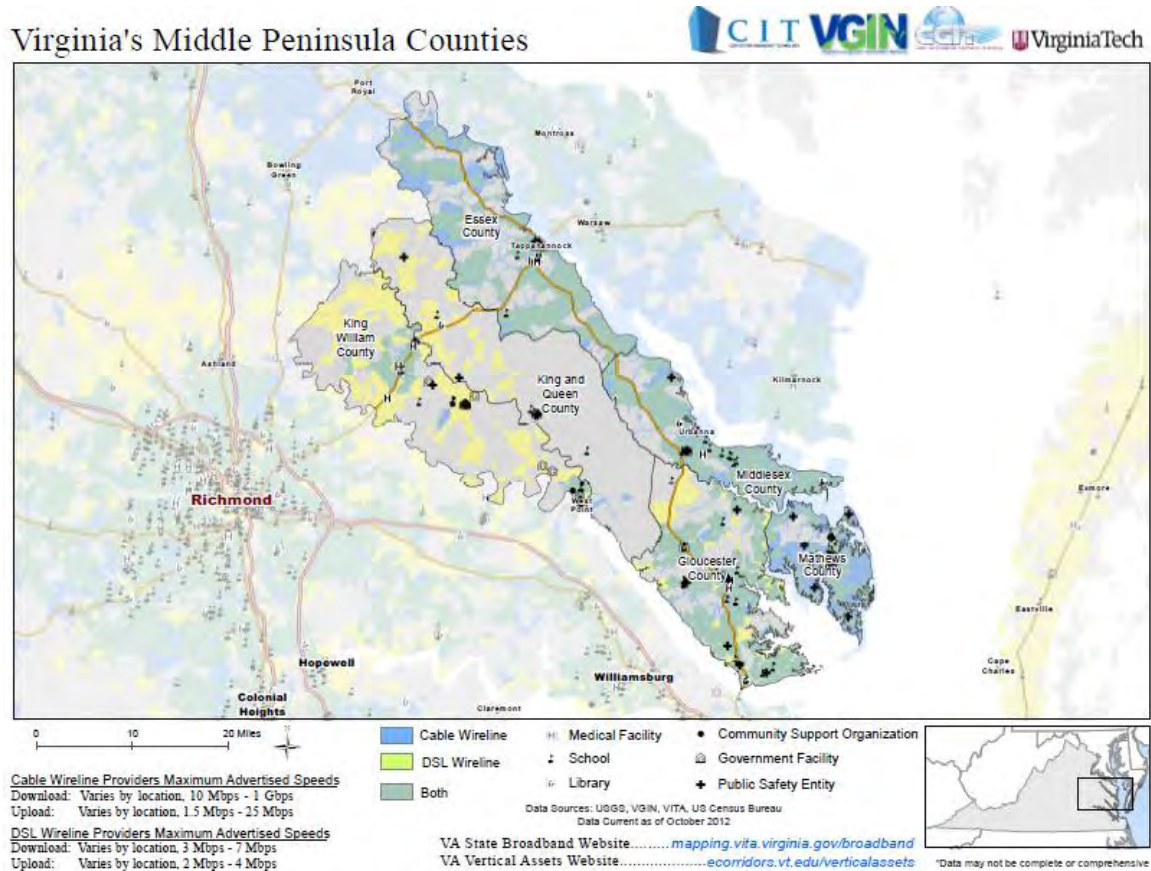 Virginia's Middle Peninsula Counties
CIT
VGIN
VirginiaTech
Port
Royal
Montross
Bowling
Green
Essex
County
Warsaw
Tappahannock
King
William
County
Ashland
King and
Queen
County
Kilmarnock
Urbanna
Middlesex
County
Richmond
West
Point
Exmore
Gloucester
County
Mathews
County
Eastville
Hopewell
Williamsburg
Cape
Charles
Colonial
Heights
Claremont
0 10 20 Miles
Cable Wireline
DSL Wireline
Both
Medical Facility
School
Library
Community Support Organization
Government Facility
Public Safety Entity
Cable Wireline Providers Maximum Advertised Speeds
Download: Varies by location, 10 Mbps - 1 Gbps
Upload: Varies by location, 1.5 Mbps - 25 Mbps
DSL Wireline Providers Maximum Advertised Speeds
Download: Varies by location, 3 Mbps - 7 Mbps
Upload: Varies by location, 2 Mbps - 4 Mbps
Data Sources: USGS, VGIN, VITA, US Census Bureau
Data Current as of October 2012
VA State Broadband Website........mapping.vita.virginia.gov/broadband
VA Vertical Assets Website...................ecorridors.vt.edu/verticalassets
*Data may not be complete or comprehensive